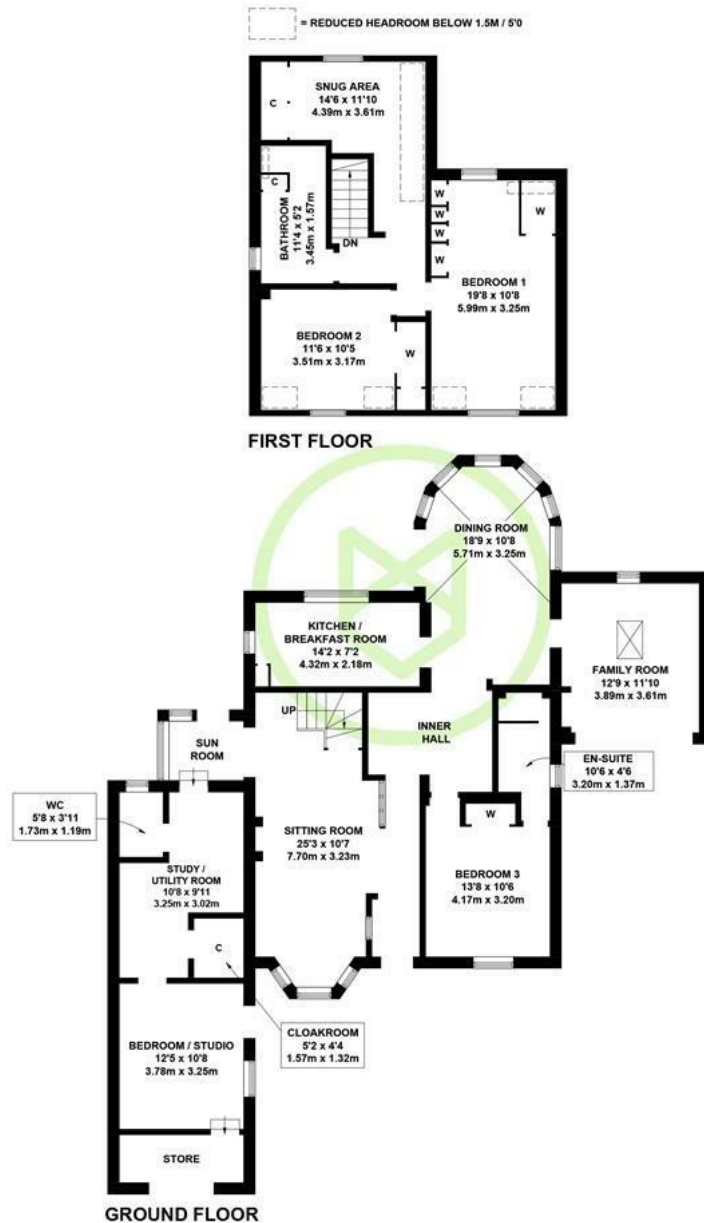 = REDUCED HEADROOM BELOW 1.5M / 5'0
SNUG AREA
14'6 x 11'10
4.39m x 3.61m
C
C
BATHROOM
11'4 x 5'2
3.45m x 1.57m
DN
W
W
W
W
W
BEDROOM 1
19'8 x 10'8
5.99m x 3.25m
BEDROOM 2
11'6 x 10'5
3.51m x 3.17m
W
FIRST FLOOR
DINING ROOM
18'9 x 10'8
5.71m x 3.25m
KITCHEN /
BREAKFAST ROOM
14'2 x 7'2
4.32m x 2.18m
FAMILY ROOM
12'9 x 11'10
3.89m x 3.61m
UP
INNER
HALL
SUN
ROOM
EN-SUITE
10'6 x 4'6
3.20m x 1.37m
WC
5'8 x 3'11
1.73m x 1.19m
W
SITTING ROOM
25'3 x 10'7
7.70m x 3.23m
STUDY /
UTILITY ROOM
10'8 x 9'11
3.25m x 3.02m
BEDROOM 3
13'8 x 10'6
4.17m x 3.20m
C
CLOAKROOM
5'2 x 4'4
1.57m x 1.32m
BEDROOM / STUDIO
12'5 x 10'8
3.78m x 3.25m
STORE
GROUND FLOOR